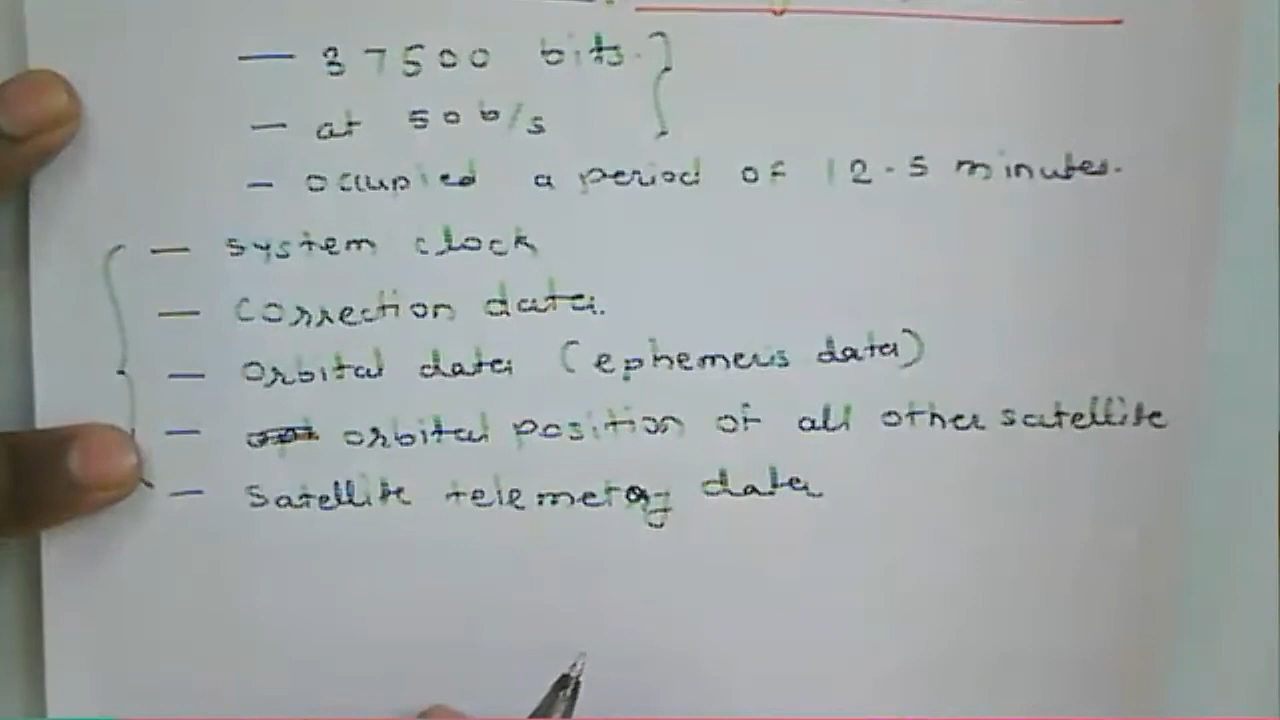 — 37500 bits.
— at 50 b/s
— occupied a period of 12.5 minutes.
— system clock
— correction data.
— orbital data (ephemeris data)
— orbital position of all other satellite
— satellite telemetry data